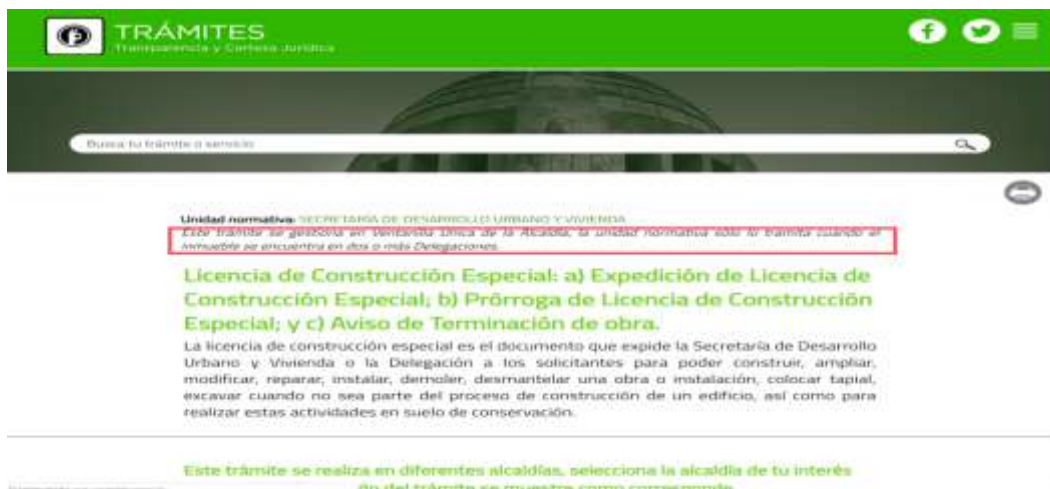 TRÁMITES
Transparencia y Certeza Jurídica
Busca tu trámite o servicio
Unidad normativa: SECRETARÍA DE DESARROLLO URBANO Y VIVIENDA
Este trámite se gestiona en Ventanilla Única de la Alcaldía, la unidad normativa sólo lo tramita cuando el
inmueble se encuentra en dos o más Delegaciones.
Licencia de Construcción Especial: a) Expedición de Licencia de
Construcción Especial; b) Prórroga de Licencia de Construcción
Especial; y c) Aviso de Terminación de obra.
La licencia de construcción especial es el documento que expide la Secretaría de Desarrollo
Urbano y Vivienda o la Delegación a los solicitantes para poder construir, ampliar,
modificar, reparar, instalar, demoler, desmantelar una obra o instalación, colocar tapial,
excavar cuando no sea parte del proceso de construcción de un edificio, así como para
realizar estas actividades en suelo de conservación.
Este trámite se realiza en diferentes alcaldías, selecciona la alcaldía de tu interés
del trámite se muestre como corresponde